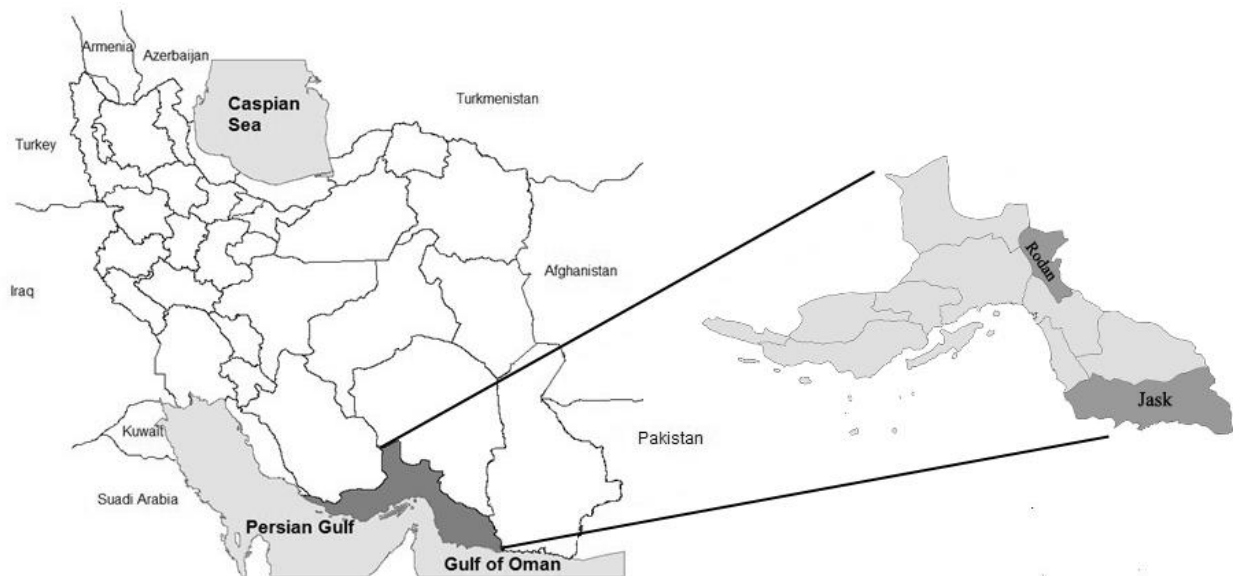 Armenia
Azerbaijan
Caspian
Sea
Turkmenistan
Turkey
Iraq
Afghanistan
Rodan
Jask
Kuwait
Pakistan
Suadi Arabia
Persian Gulf
Gulf of Oman